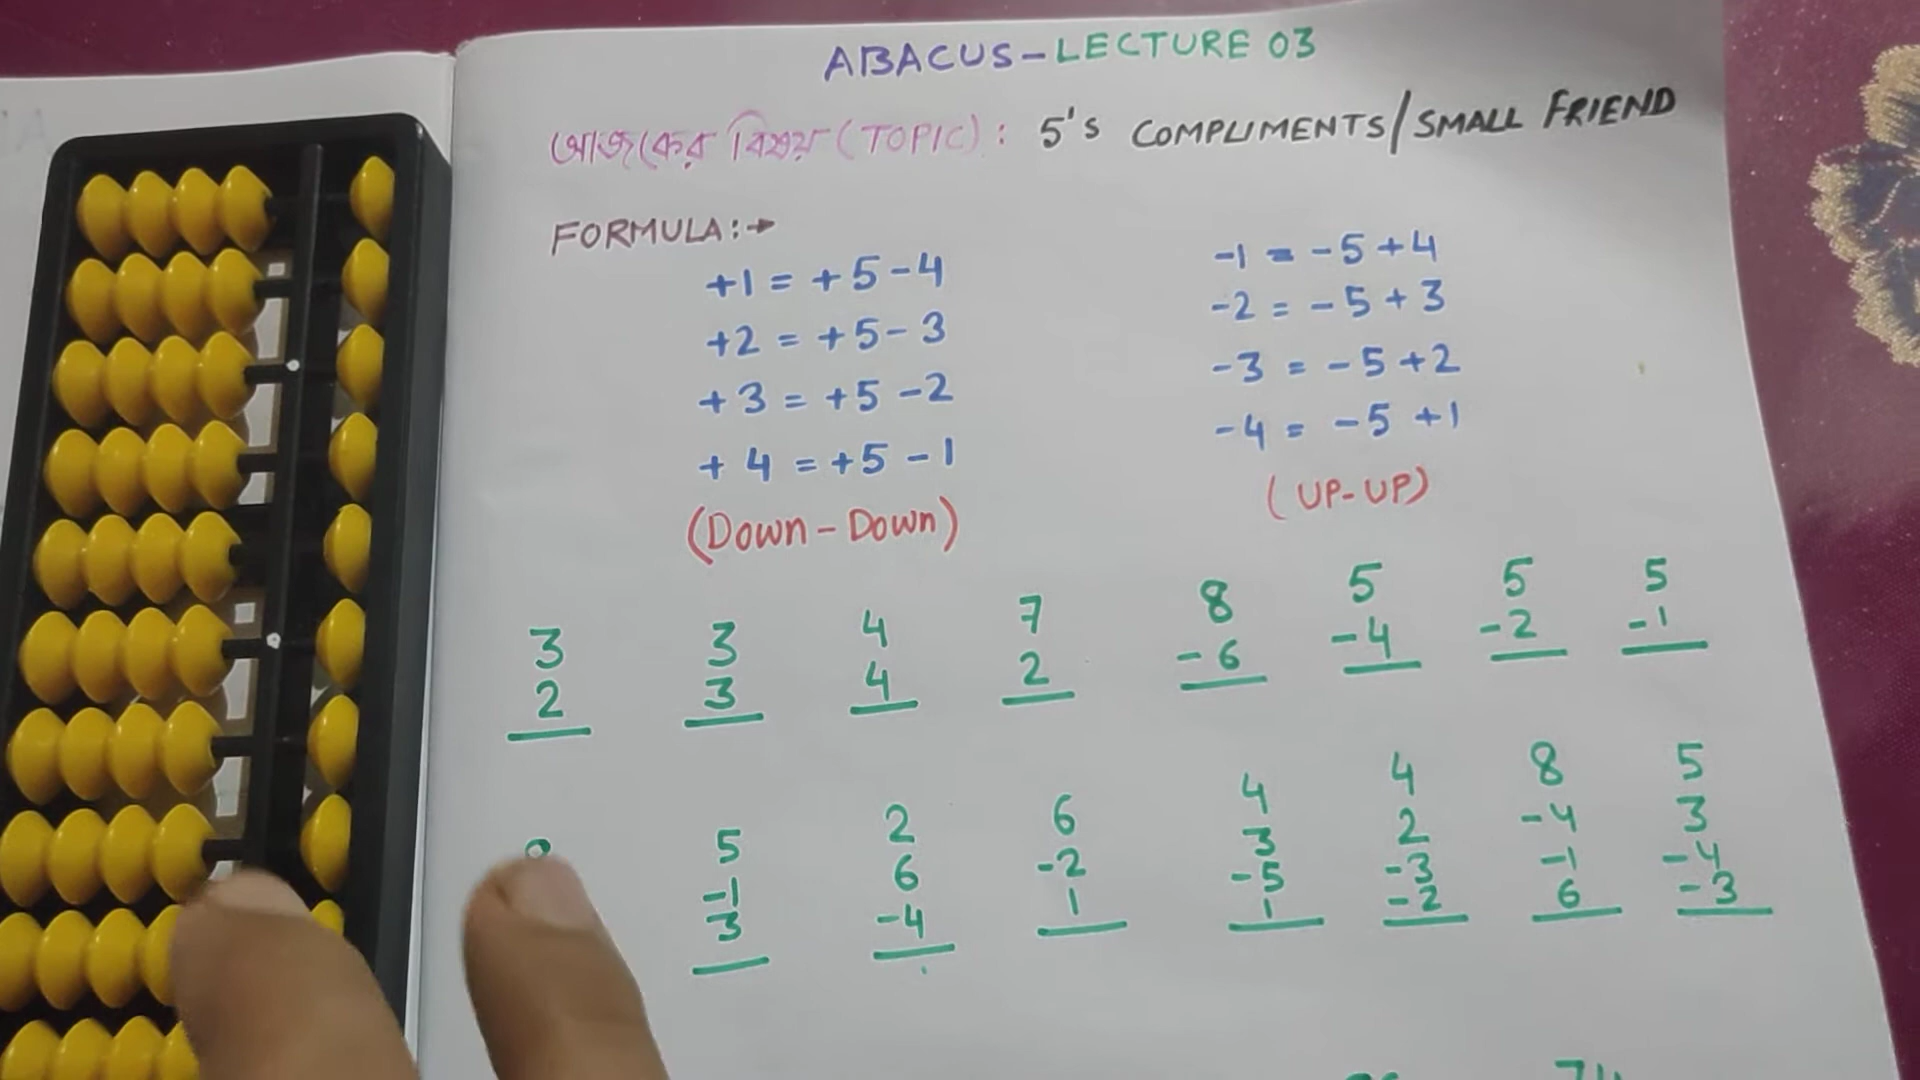 ABACUS-LECTURE 03
আজকের বিষয় (TOPIC): 5's COMPLIMENTS/SMALL FRIEND
FORMULA:→
+1 = +5-4 -1 = -5+4
+2 = +5-3 -2 = -5+3
+3 = +5-2 -3 = -5+2
+4 = +5-1 -4 = -5+1
(DOWN-DOWN) (UP-UP)
3 3 4 7 8 5 5 5
2 3 4 2 -6 -4 -2 -1
5 2 6 4 4 8 5
-1 6 -2 3 2 -4 3
3 -4 1 -5 -3 -1 -4
1 -2 6 -3